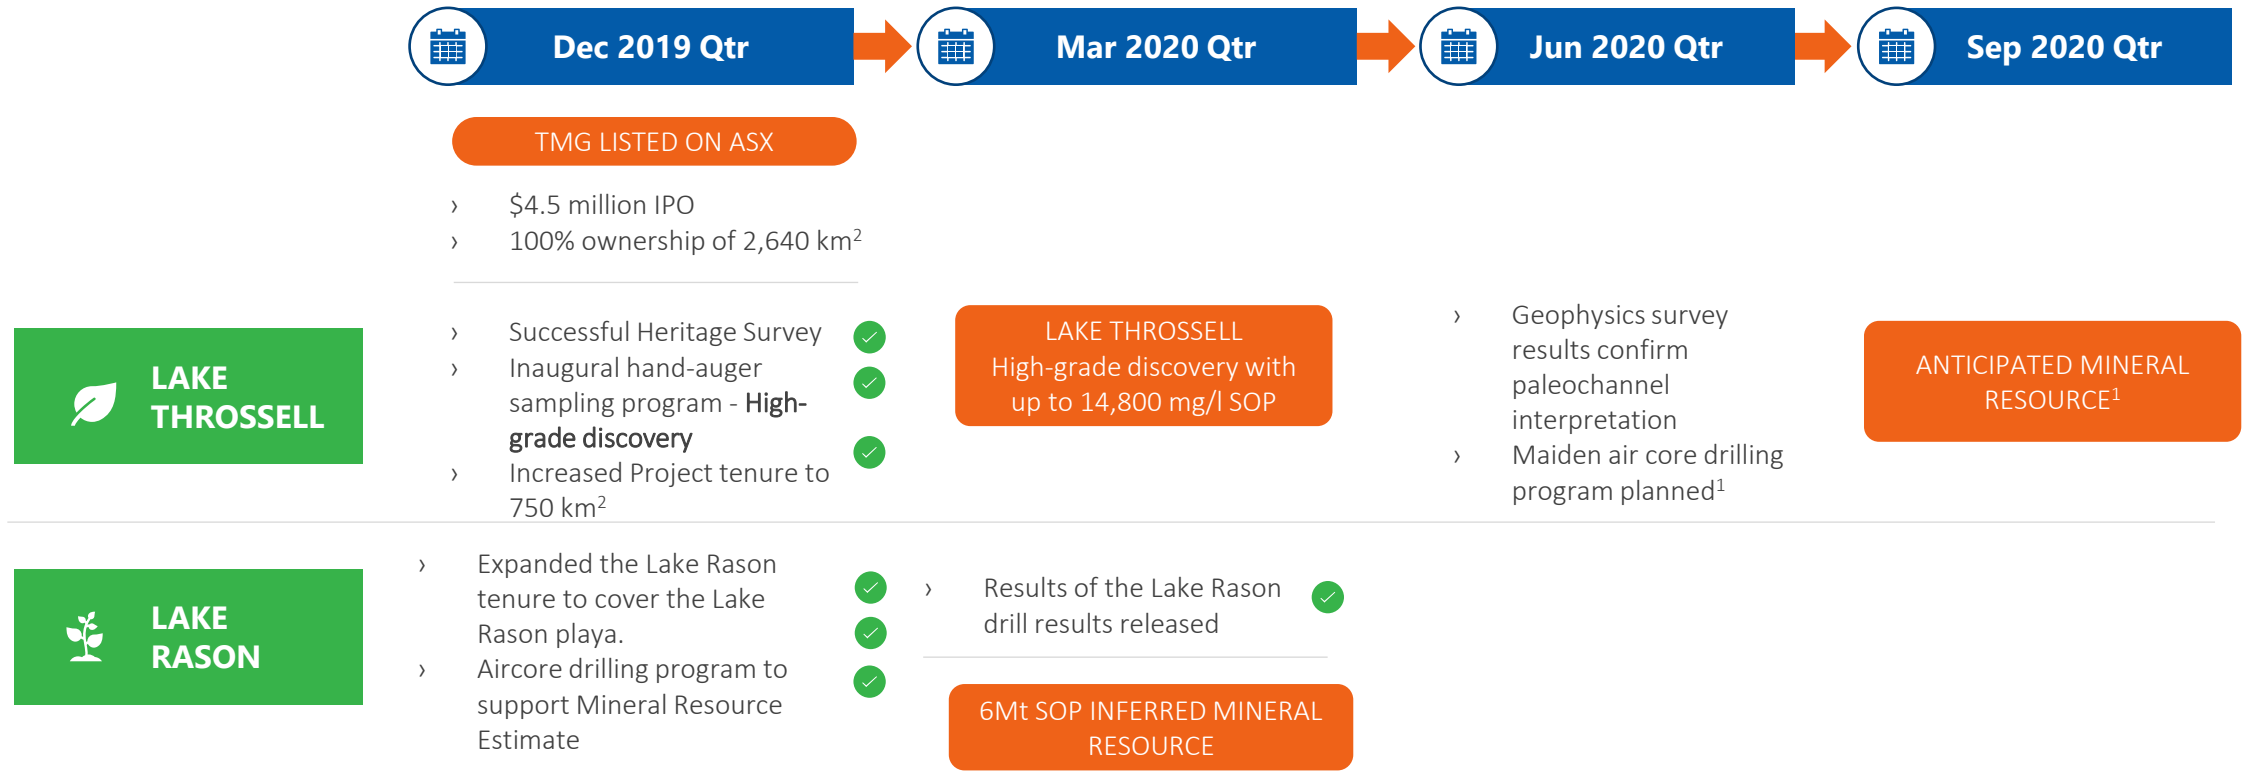 Dec 2019 Qtr
Mar 2020 Qtr
Jun 2020 Qtr
Sep 2020 Qtr
TMG LISTED ON ASX
› $4.5 million IPO
› 100% ownership of 2,640 km²
LAKE
THROSSELL
› Successful Heritage Survey
› Inaugural hand-auger
sampling program - High-
grade discovery
› Increased Project tenure to
750 km²
LAKE THROSSELL
High-grade discovery with
up to 14,800 mg/l SOP
› Geophysics survey
results confirm
paleochannel
interpretation
› Maiden air core drilling
program planned¹
ANTICIPATED MINERAL
RESOURCE¹
LAKE
RASON
› Expanded the Lake Rason
tenure to cover the Lake
Rason playa.
› Aircore drilling program to
support Mineral Resource
Estimate
› Results of the Lake Rason
drill results released
6Mt SOP INFERRED MINERAL
RESOURCE